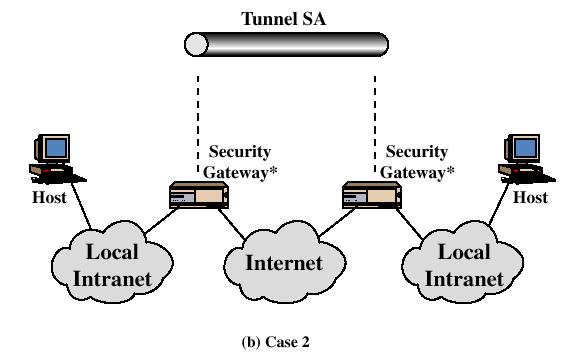 Tunnel SA
Security
Gateway*
Security
Gateway*
Host
Host
Local
Intranet
Internet
Local
Intranet
(b) Case 2